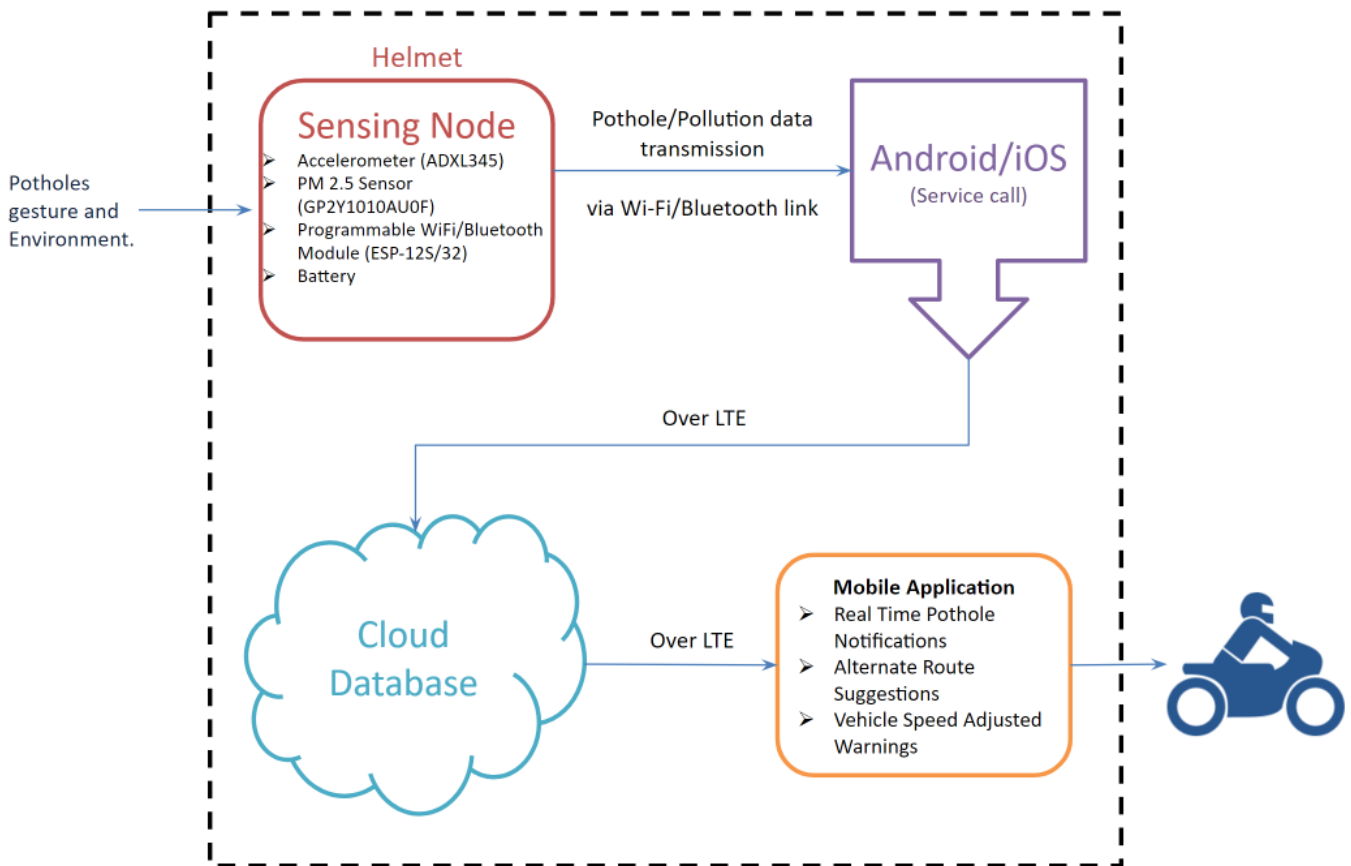 Helmet
Sensing Node
➢ Accelerometer (ADXL345)
➢ PM 2.5 Sensor
(GP2Y1010AU0F)
➢ Programmable WiFi/Bluetooth
Module (ESP-12S/32)
➢ Battery
Potholes
gesture and
Environment.
Pothole/Pollution data
transmission
via Wi-Fi/Bluetooth link
Android/iOS
(Service call)
Over LTE
Cloud
Database
Over LTE
Mobile Application
➢ Real Time Pothole
Notifications
➢ Alternate Route
Suggestions
➢ Vehicle Speed Adjusted
Warnings